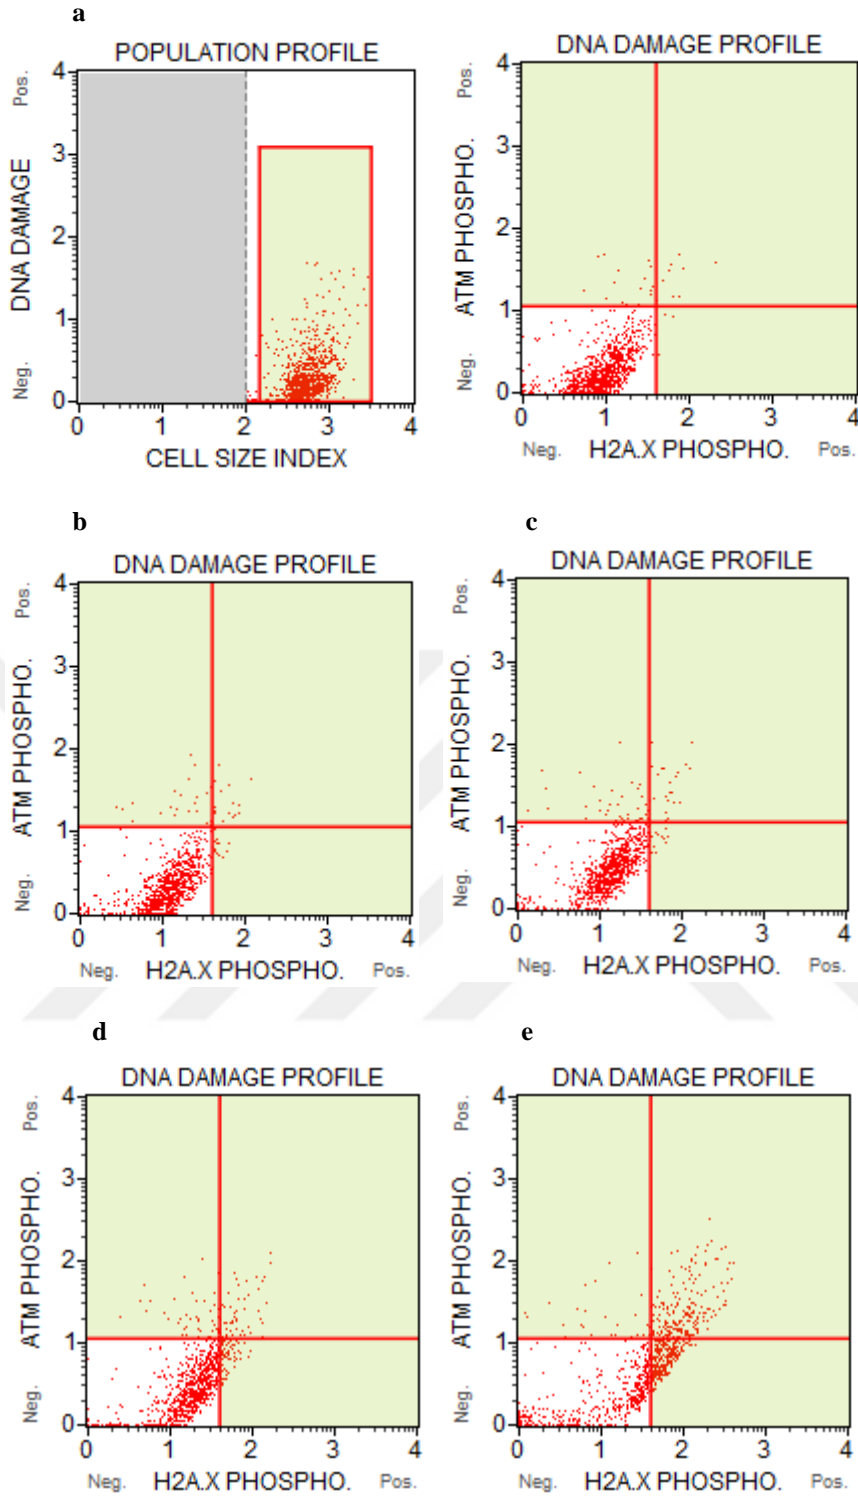 a
POPULATION PROFILE
DNA DAMAGE
Neg. Pos.
4
3
2
1
0
0 1 2 3 4
CELL SIZE INDEX
DNA DAMAGE PROFILE
ATM PHOSPHO.
Neg. Pos.
4
3
2
1
0
0 1 2 3 4
Neg. H2A.X PHOSPHO. Pos.
b
DNA DAMAGE PROFILE
ATM PHOSPHO.
Neg. Pos.
4
3
2
1
0
0 1 2 3 4
Neg. H2A.X PHOSPHO. Pos.
c
DNA DAMAGE PROFILE
ATM PHOSPHO.
Neg. Pos.
4
3
2
1
0
0 1 2 3 4
Neg. H2A.X PHOSPHO. Pos.
d
DNA DAMAGE PROFILE
ATM PHOSPHO.
Neg. Pos.
4
3
2
1
0
0 1 2 3 4
Neg. H2A.X PHOSPHO. Pos.
e
DNA DAMAGE PROFILE
ATM PHOSPHO.
Neg. Pos.
4
3
2
1
0
0 1 2 3 4
Neg. H2A.X PHOSPHO. Pos.